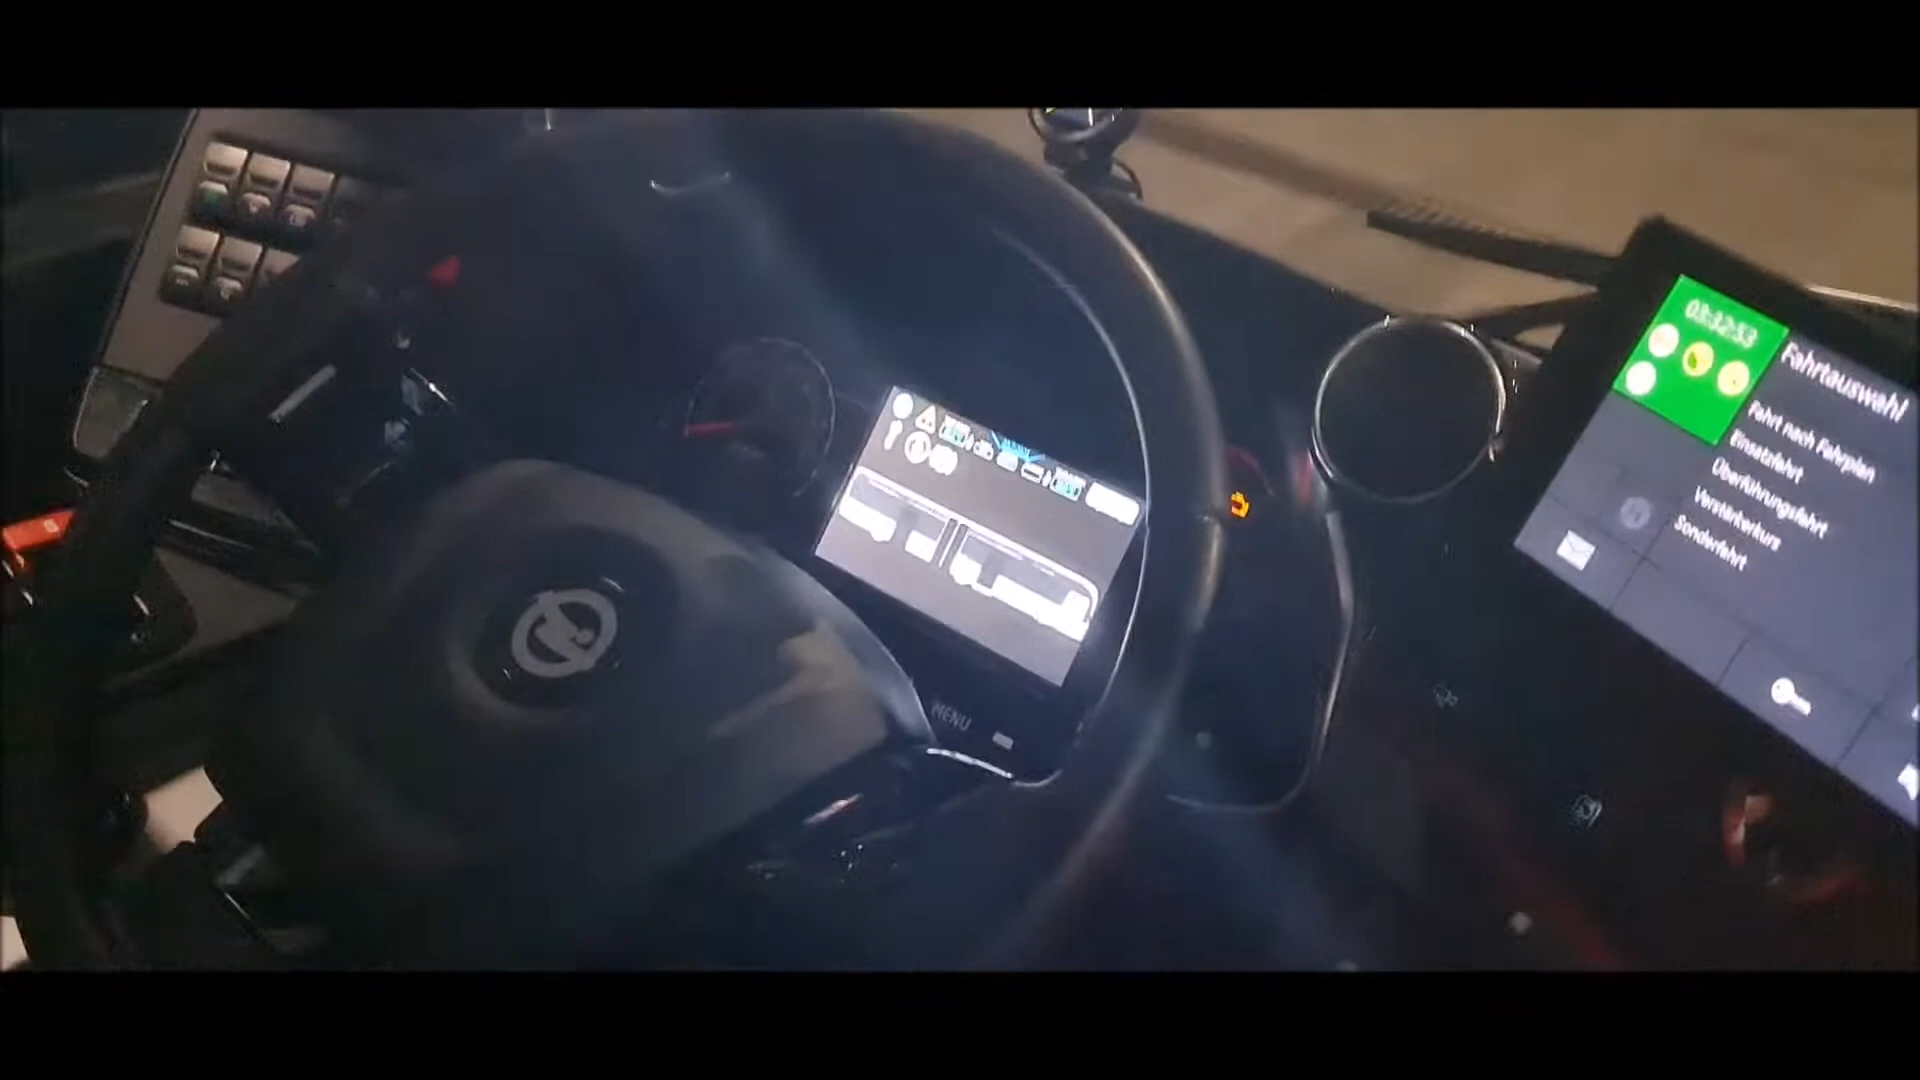 03:32:53
Fahrtauswahl
Fahrt nach Fahrplan
Einsatzfahrt
Überführungsfahrt
Verstärkerkurs
Sonderfahrt
MENU